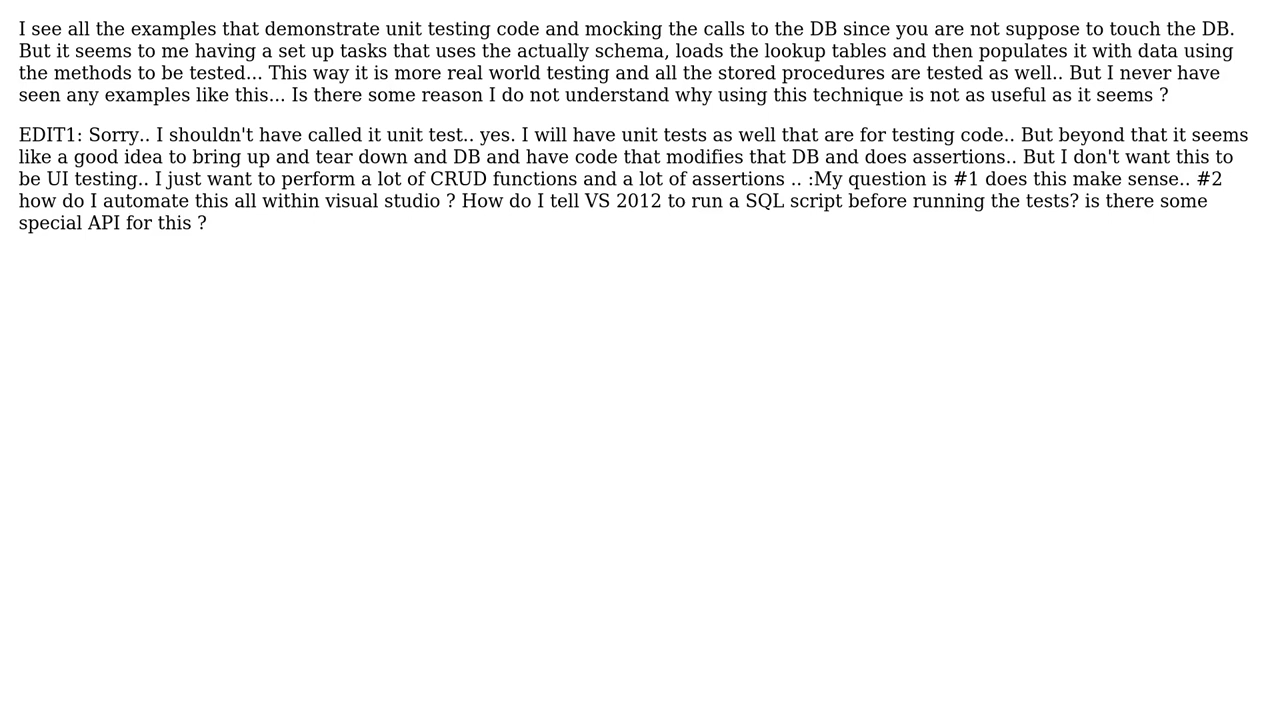 I see all the examples that demonstrate unit testing code and mocking the calls to the DB since you are not suppose to touch the DB.
But it seems to me having a set up tasks that uses the actually schema, loads the lookup tables and then populates it with data using
the methods to be tested... This way it is more real world testing and all the stored procedures are tested as well.. But I never have
seen any examples like this... Is there some reason I do not understand why using this technique is not as useful as it seems ?
EDIT1: Sorry.. I shouldn't have called it unit test.. yes. I will have unit tests as well that are for testing code.. But beyond that it seems
like a good idea to bring up and tear down and DB and have code that modifies that DB and does assertions.. But I don't want this to
be UI testing.. I just want to perform a lot of CRUD functions and a lot of assertions .. :My question is #1 does this make sense.. #2
how do I automate this all within visual studio ? How do I tell VS 2012 to run a SQL script before running the tests? is there some
special API for this ?